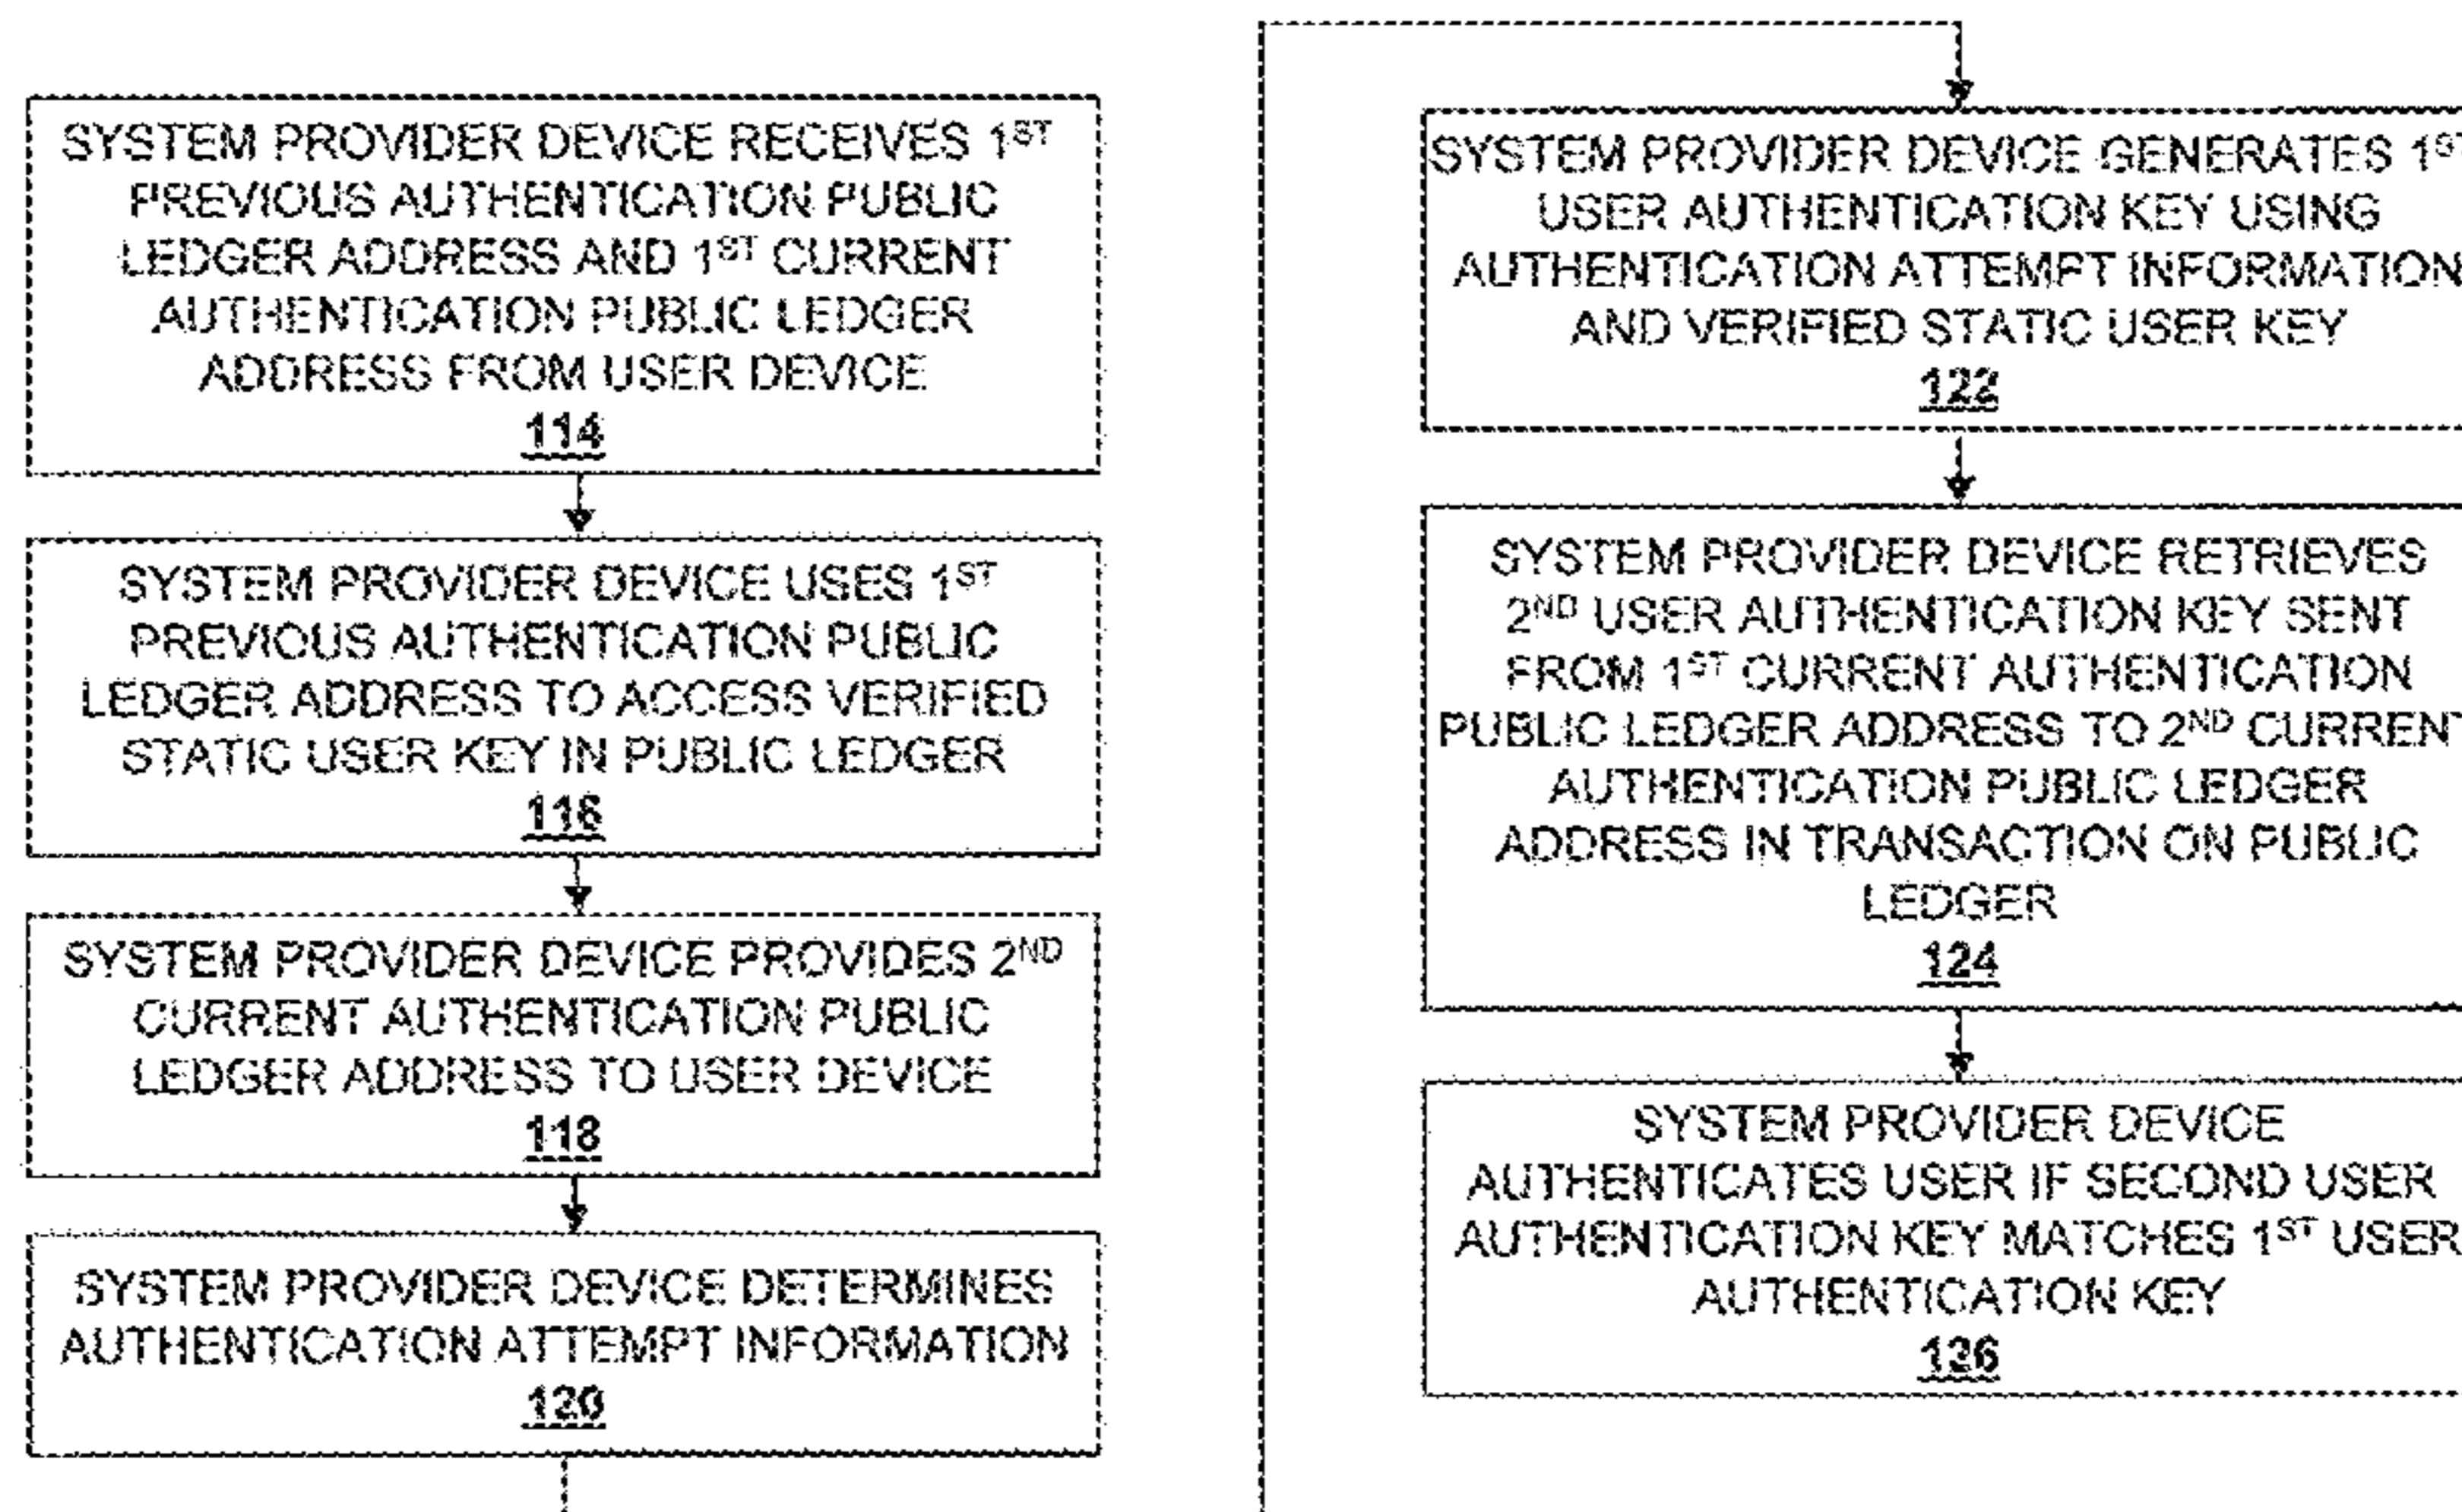 SYSTEM PROVIDER DEVICE RECEIVES 1ST
PREVIOUS AUTHENTICATION PUBLIC
LEDGER ADDRESS AND 1ST CURRENT
AUTHENTICATION PUBLIC LEDGER
ADDRESS FROM USER DEVICE
114
SYSTEM PROVIDER DEVICE USES 1ST
PREVIOUS AUTHENTICATION PUBLIC
LEDGER ADDRESS TO ACCESS VERIFIED
STATIC USER KEY IN PUBLIC LEDGER
116
SYSTEM PROVIDER DEVICE PROVIDES 2ND
CURRENT AUTHENTICATION PUBLIC
LEDGER ADDRESS TO USER DEVICE
118
SYSTEM PROVIDER DEVICE DETERMINES
AUTHENTICATION ATTEMPT INFORMATION
120
SYSTEM PROVIDER DEVICE GENERATES 1ST
USER AUTHENTICATION KEY USING
AUTHENTICATION ATTEMPT INFORMATION
AND VERIFIED STATIC USER KEY
122
SYSTEM PROVIDER DEVICE RETRIEVES
2ND USER AUTHENTICATION KEY SENT
FROM 1ST CURRENT AUTHENTICATION
PUBLIC LEDGER ADDRESS TO 2ND CURRENT
AUTHENTICATION PUBLIC LEDGER
ADDRESS IN TRANSACTION ON PUBLIC
LEDGER
124
SYSTEM PROVIDER DEVICE
AUTHENTICATES USER IF SECOND USER
AUTHENTICATION KEY MATCHES 1ST USER
AUTHENTICATION KEY
126